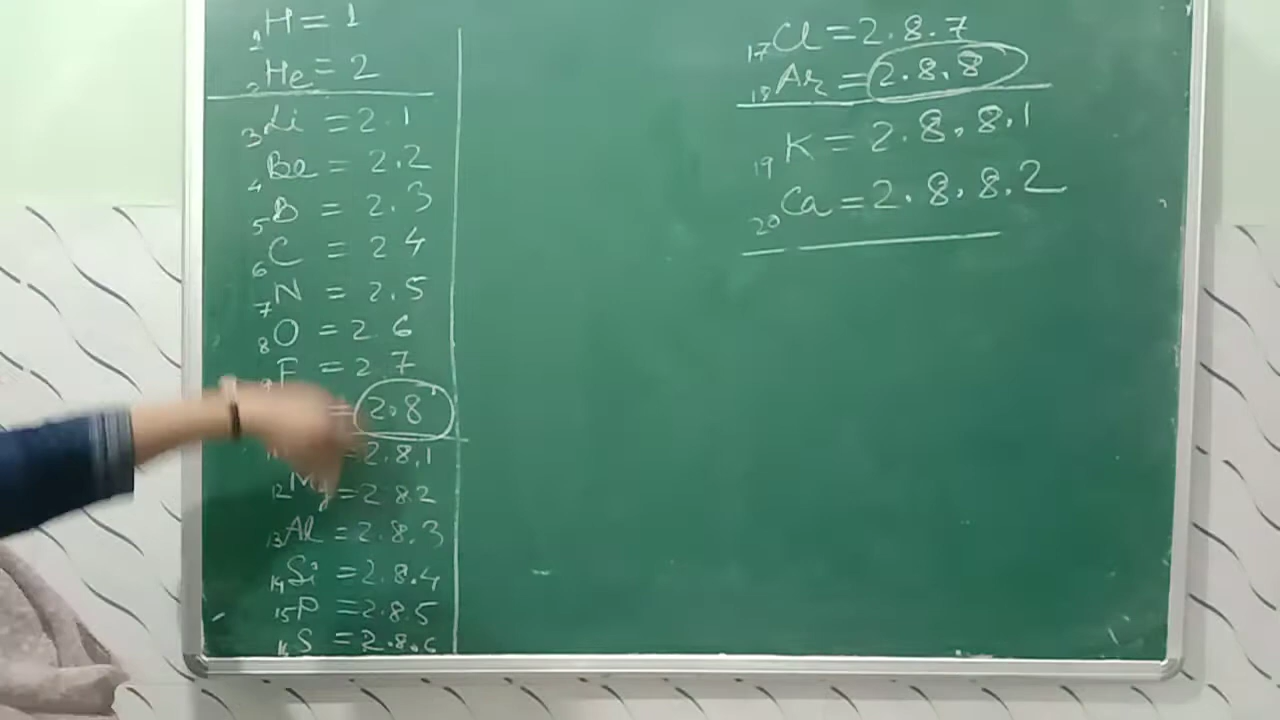 1H = 1
2He = 2
3Li = 2.1
4Be = 2.2
5B = 2.3
6C = 2 4
7N = 2.5
8O = 2 6
9F = 2.7
= 2.8
= 2.8.1
12Mg = 2 8.2
13Al = 2.8.3
14Si = 2.8.4
15P = 2.8.5
16S = 2.8.6
17Cl = 2.8.7
18Ar = 2.8.8
19K = 2.8.8.1
20Ca = 2.8.8.2